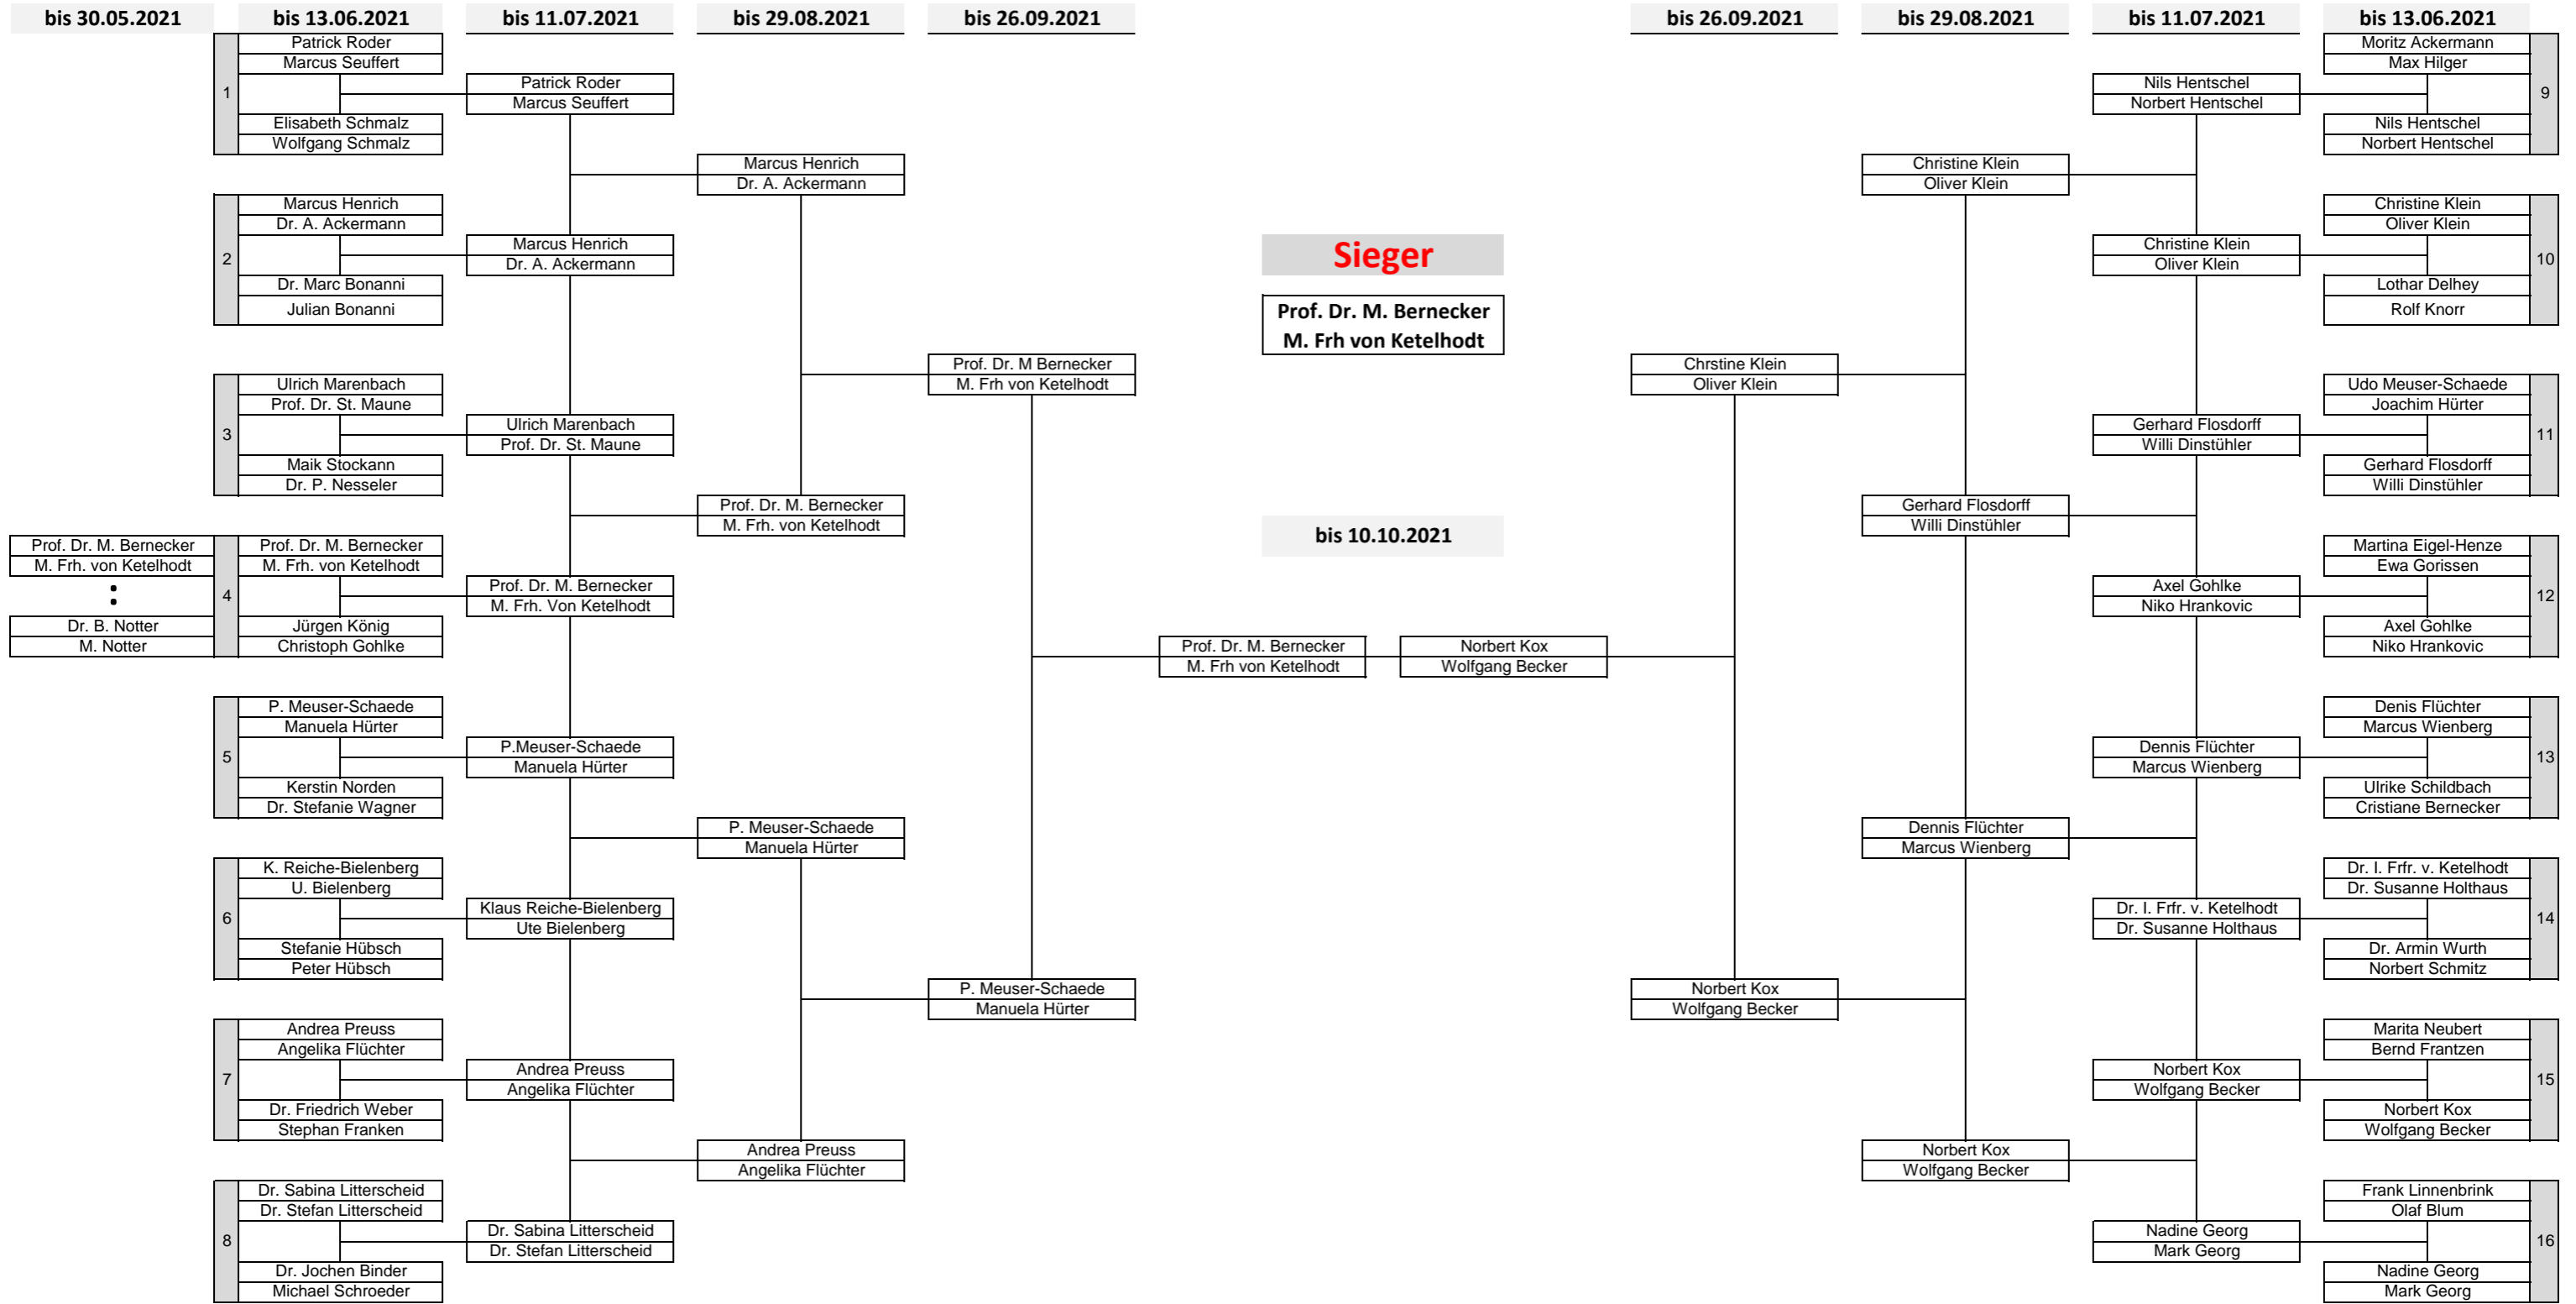 bis 30.05.2021
bis 13.06.2021
bis 11.07.2021
bis 29.08.2021
bis 26.09.2021
bis 26.09.2021
bis 29.08.2021
bis 11.07.2021
bis 13.06.2021
Prof. Dr. M. Bernecker
M. Frh. von Ketelhodt
:
Dr. B. Notter
M. Notter
1
Patrick Roder
Marcus Seuffert
Elisabeth Schmalz
Wolfgang Schmalz
2
Marcus Henrich
Dr. A. Ackermann
Dr. Marc Bonanni
Julian Bonanni
3
Ulrich Marenbach
Prof. Dr. St. Maune
Maik Stockann
Dr. P. Nesseler
4
Prof. Dr. M. Bernecker
M. Frh. von Ketelhodt
Jürgen König
Christoph Gohlke
5
P. Meuser-Schaede
Manuela Hürter
Kerstin Norden
Dr. Stefanie Wagner
6
K. Reiche-Bielenberg
U. Bielenberg
Stefanie Hübsch
Peter Hübsch
7
Andrea Preuss
Angelika Flüchter
Dr. Friedrich Weber
Stephan Franken
8
Dr. Sabina Litterscheid
Dr. Stefan Litterscheid
Dr. Jochen Binder
Michael Schroeder
Patrick Roder
Marcus Seuffert
Marcus Henrich
Dr. A. Ackermann
Ulrich Marenbach
Prof. Dr. St. Maune
Prof. Dr. M. Bernecker
M. Frh. Von Ketelhodt
P.Meuser-Schaede
Manuela Hürter
Klaus Reiche-Bielenberg
Ute Bielenberg
Andrea Preuss
Angelika Flüchter
Dr. Sabina Litterscheid
Dr. Stefan Litterscheid
Marcus Henrich
Dr. A. Ackermann
Prof. Dr. M. Bernecker
M. Frh. von Ketelhodt
P. Meuser-Schaede
Manuela Hürter
Andrea Preuss
Angelika Flüchter
Prof. Dr. M Bernecker
M. Frh von Ketelhodt
P. Meuser-Schaede
Manuela Hürter
Sieger
Prof. Dr. M. Bernecker
M. Frh von Ketelhodt
bis 10.10.2021
Prof. Dr. M. Bernecker
M. Frh von Ketelhodt
Norbert Kox
Wolfgang Becker
Chrstine Klein
Oliver Klein
Norbert Kox
Wolfgang Becker
Christine Klein
Oliver Klein
Gerhard Flosdorff
Willi Dinstühler
Dennis Flüchter
Marcus Wienberg
Norbert Kox
Wolfgang Becker
Nils Hentschel
Norbert Hentschel
Christine Klein
Oliver Klein
Gerhard Flosdorff
Willi Dinstühler
Axel Gohlke
Niko Hrankovic
Dennis Flüchter
Marcus Wienberg
Dr. I. Frfr. v. Ketelhodt
Dr. Susanne Holthaus
Norbert Kox
Wolfgang Becker
Nadine Georg
Mark Georg
Moritz Ackermann
Max Hilger
Nils Hentschel
Norbert Hentschel
9
Christine Klein
Oliver Klein
Lothar Delhey
Rolf Knorr
10
Udo Meuser-Schaede
Joachim Hürter
Gerhard Flosdorff
Willi Dinstühler
11
Martina Eigel-Henze
Ewa Gorissen
Axel Gohlke
Niko Hrankovic
12
Denis Flüchter
Marcus Wienberg
Ulrike Schildbach
Cristiane Bernecker
13
Dr. I. Frfr. v. Ketelhodt
Dr. Susanne Holthaus
Dr. Armin Wurth
Norbert Schmitz
14
Marita Neubert
Bernd Frantzen
Norbert Kox
Wolfgang Becker
15
Frank Linnenbrink
Olaf Blum
Nadine Georg
Mark Georg
16